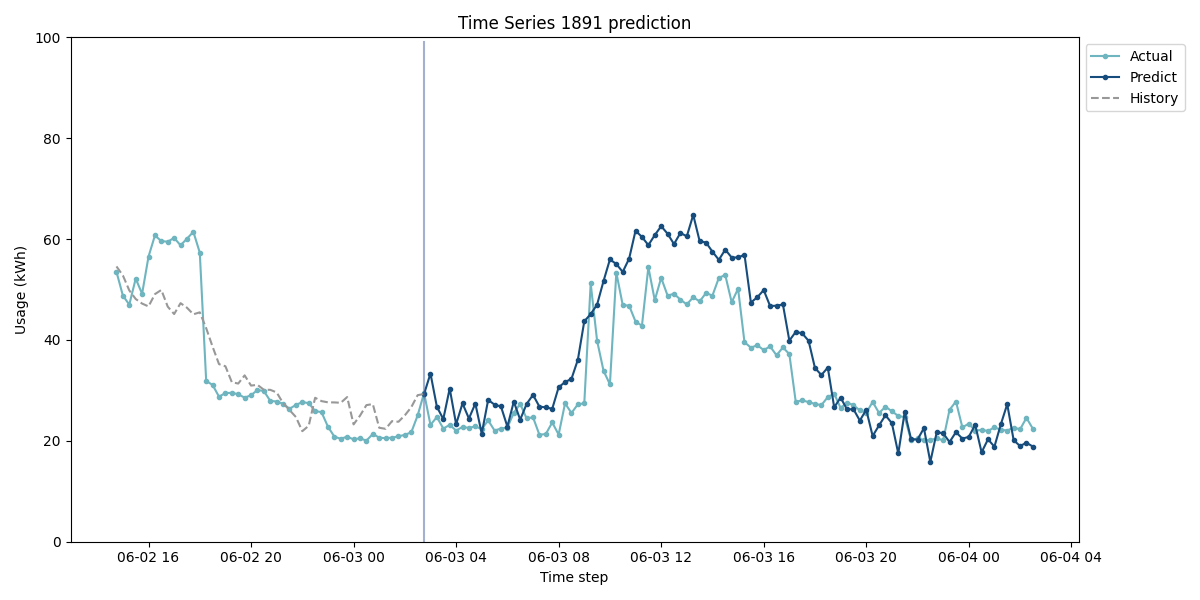 Time Series 1891 prediction
100
80
60
40
20
0
Usage (kWh)
06-02 16
06-02 20
06-03 00
06-03 04
06-03 08
06-03 12
06-03 16
06-03 20
06-04 00
06-04 04
Time step
Actual
Predict
History